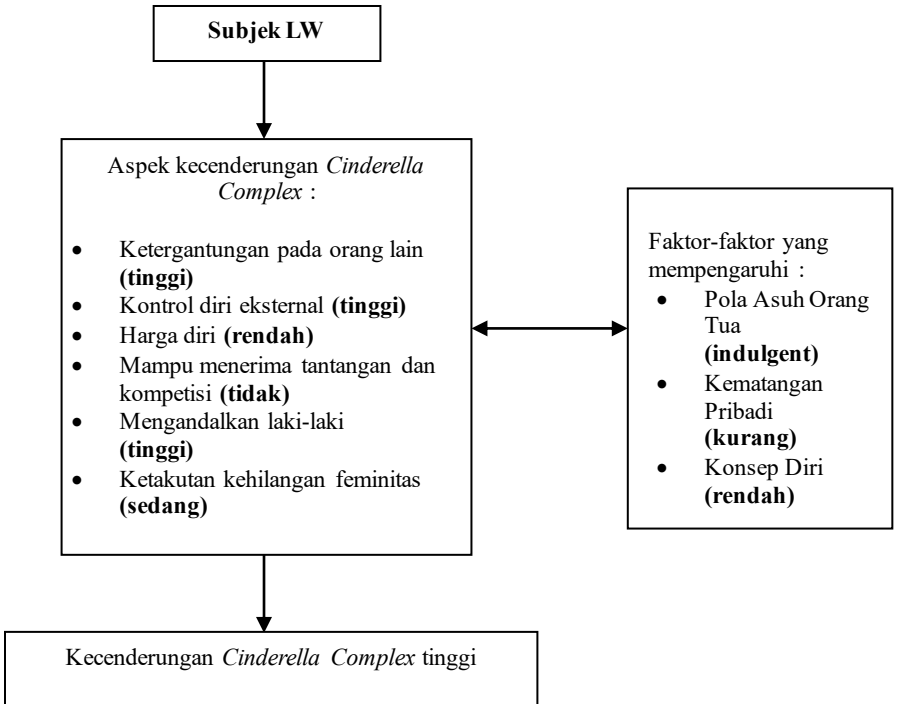 Subjek LW
Aspek kecenderungan Cinderella
Complex :
• Ketergantungan pada orang lain
(tinggi)
• Kontrol diri eksternal (tinggi)
• Harga diri (rendah)
• Mampu menerima tantangan dan
kompetisi (tidak)
• Mengandalkan laki-laki
(tinggi)
• Ketakutan kehilangan feminitas
(sedang)
Faktor-faktor yang
mempengaruhi :
• Pola Asuh Orang
Tua
(indulgent)
• Kematangan
Pribadi
(kurang)
• Konsep Diri
(rendah)
Kecenderungan Cinderella Complex tinggi